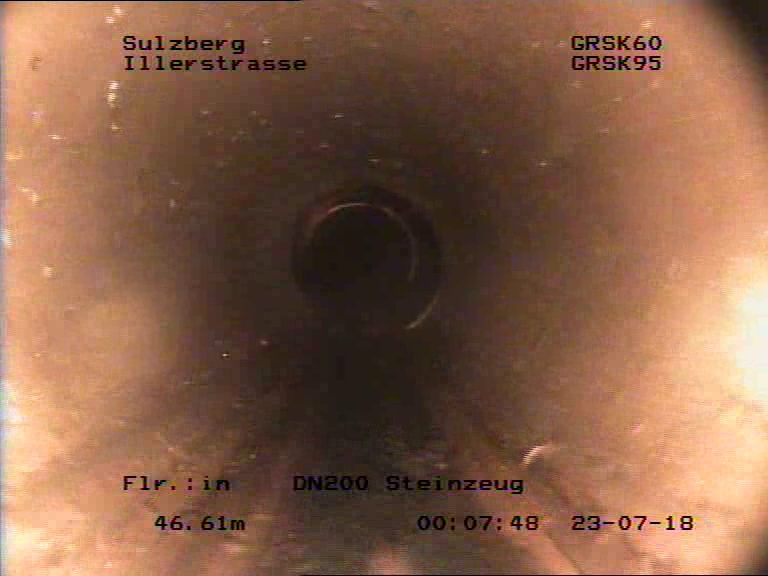 Sulzberg GRSK60
Illerstrasse GRSK95
Flr.:in DN200 Steinzeug
46.61m 00:07:48 23-07-18